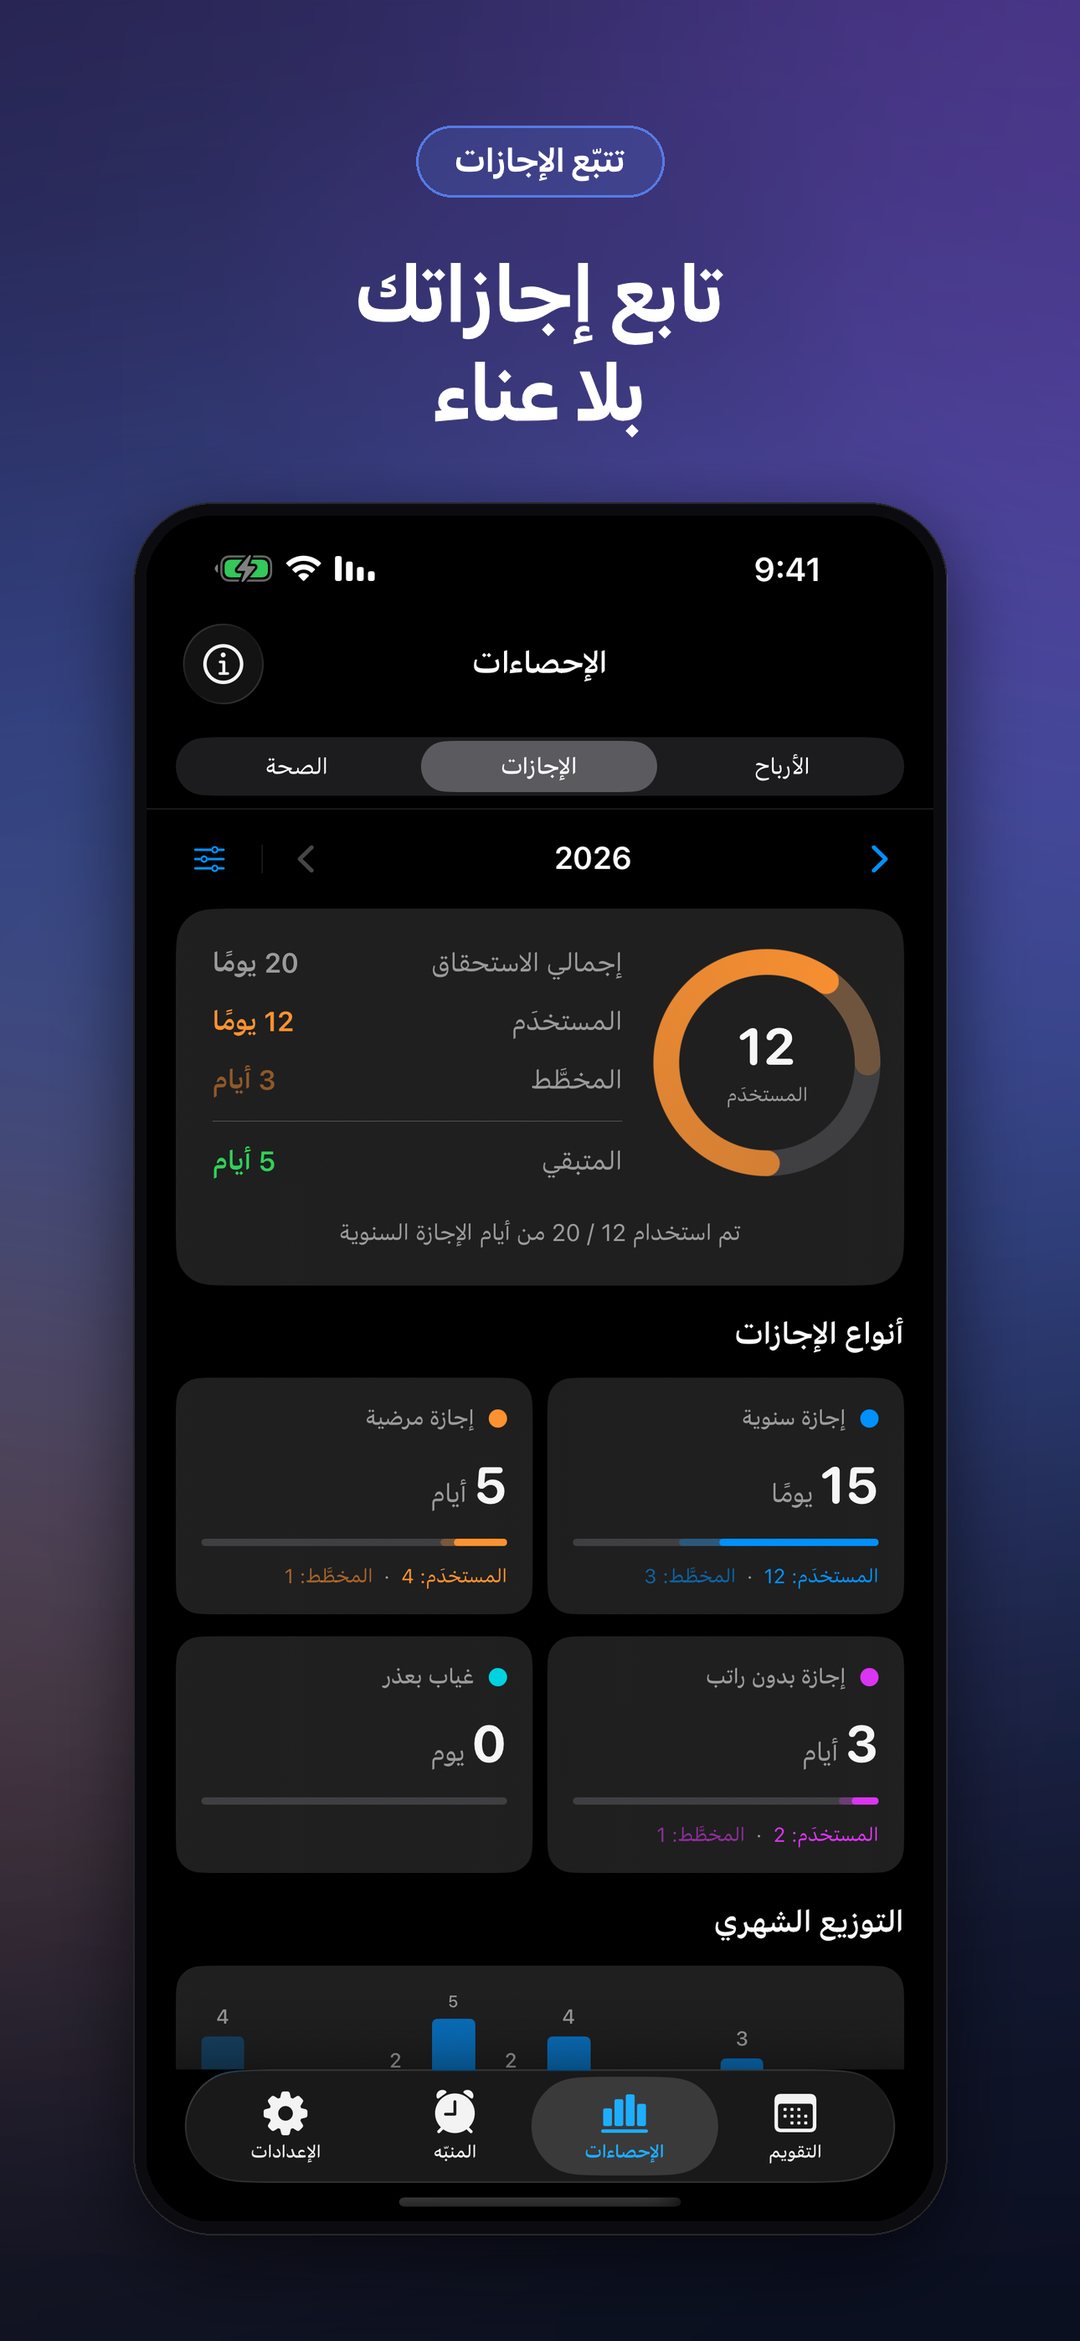 تتبّع الإجازات
تابع إجازاتك
بلا عناء
9:41
الإحصاءات
الأرباح
الإجازات
الصحة
2026
إجمالي الاستحقاق 20 يومًا
المستخدَم 12 يومًا
المخطَّط 3 أيام
المتبقي 5 أيام
12
المستخدَم
تم استخدام 12 / 20 من أيام الإجازة السنوية
أنواع الإجازات
إجازة سنوية
15 يومًا
المستخدَم: 12 · المخطَّط: 3
إجازة مرضية
5 أيام
المستخدَم: 4 · المخطَّط: 1
إجازة بدون راتب
3 أيام
المستخدَم: 2 · المخطَّط: 1
غياب بعذر
0 يوم
التوزيع الشهري
3
4
2
5
2
4
التقويم
الإحصاءات
المنبّه
الإعدادات